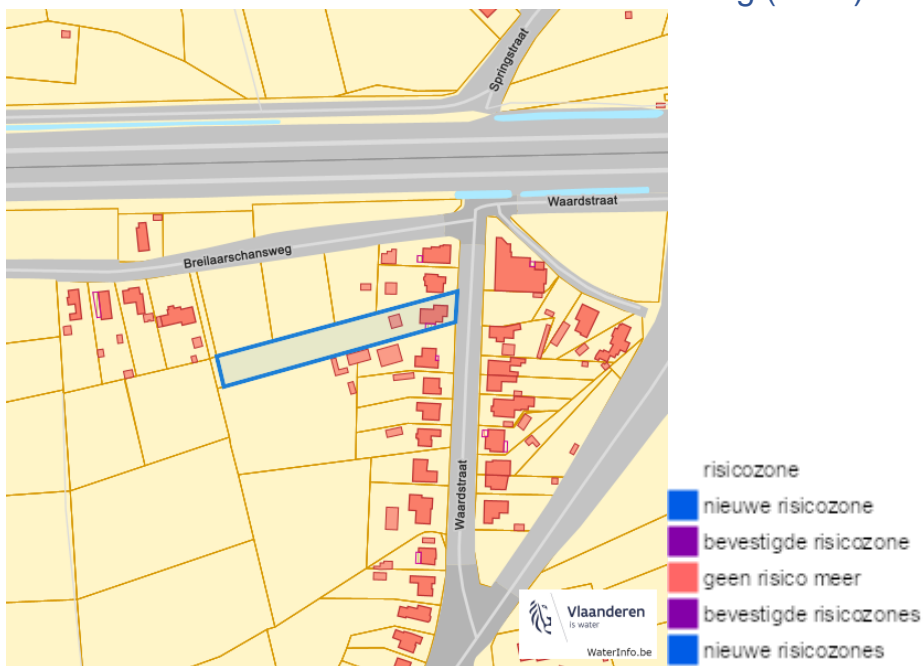 Springstraat
Waardstraat
Breilaarschansweg
Waardstraat
Vlaanderen
is water
WaterInfo.be
risicozone
nieuwe risicozone
bevestigde risicozone
geen risico meer
bevestigde risicozones
nieuwe risicozones